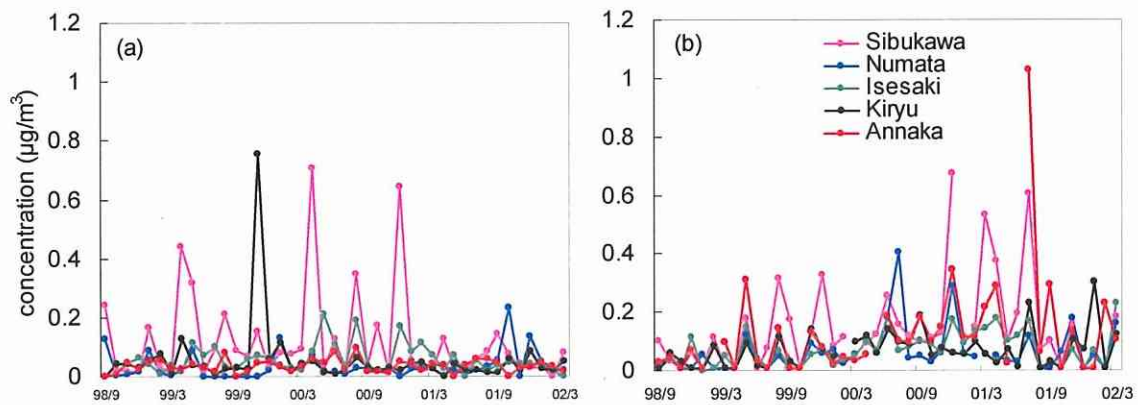 1.2
(a)
1
0.8
0.6
0.4
0.2
0
concentration (μg/m³)
98/9 99/3 99/9 00/3 00/9 01/3 01/9 02/3
1.2
(b)
1
0.8
0.6
0.4
0.2
0
Sibukawa
Numata
Isesaki
Kiryu
Annaka
98/9 99/3 99/9 00/3 00/9 01/3 01/9 02/3